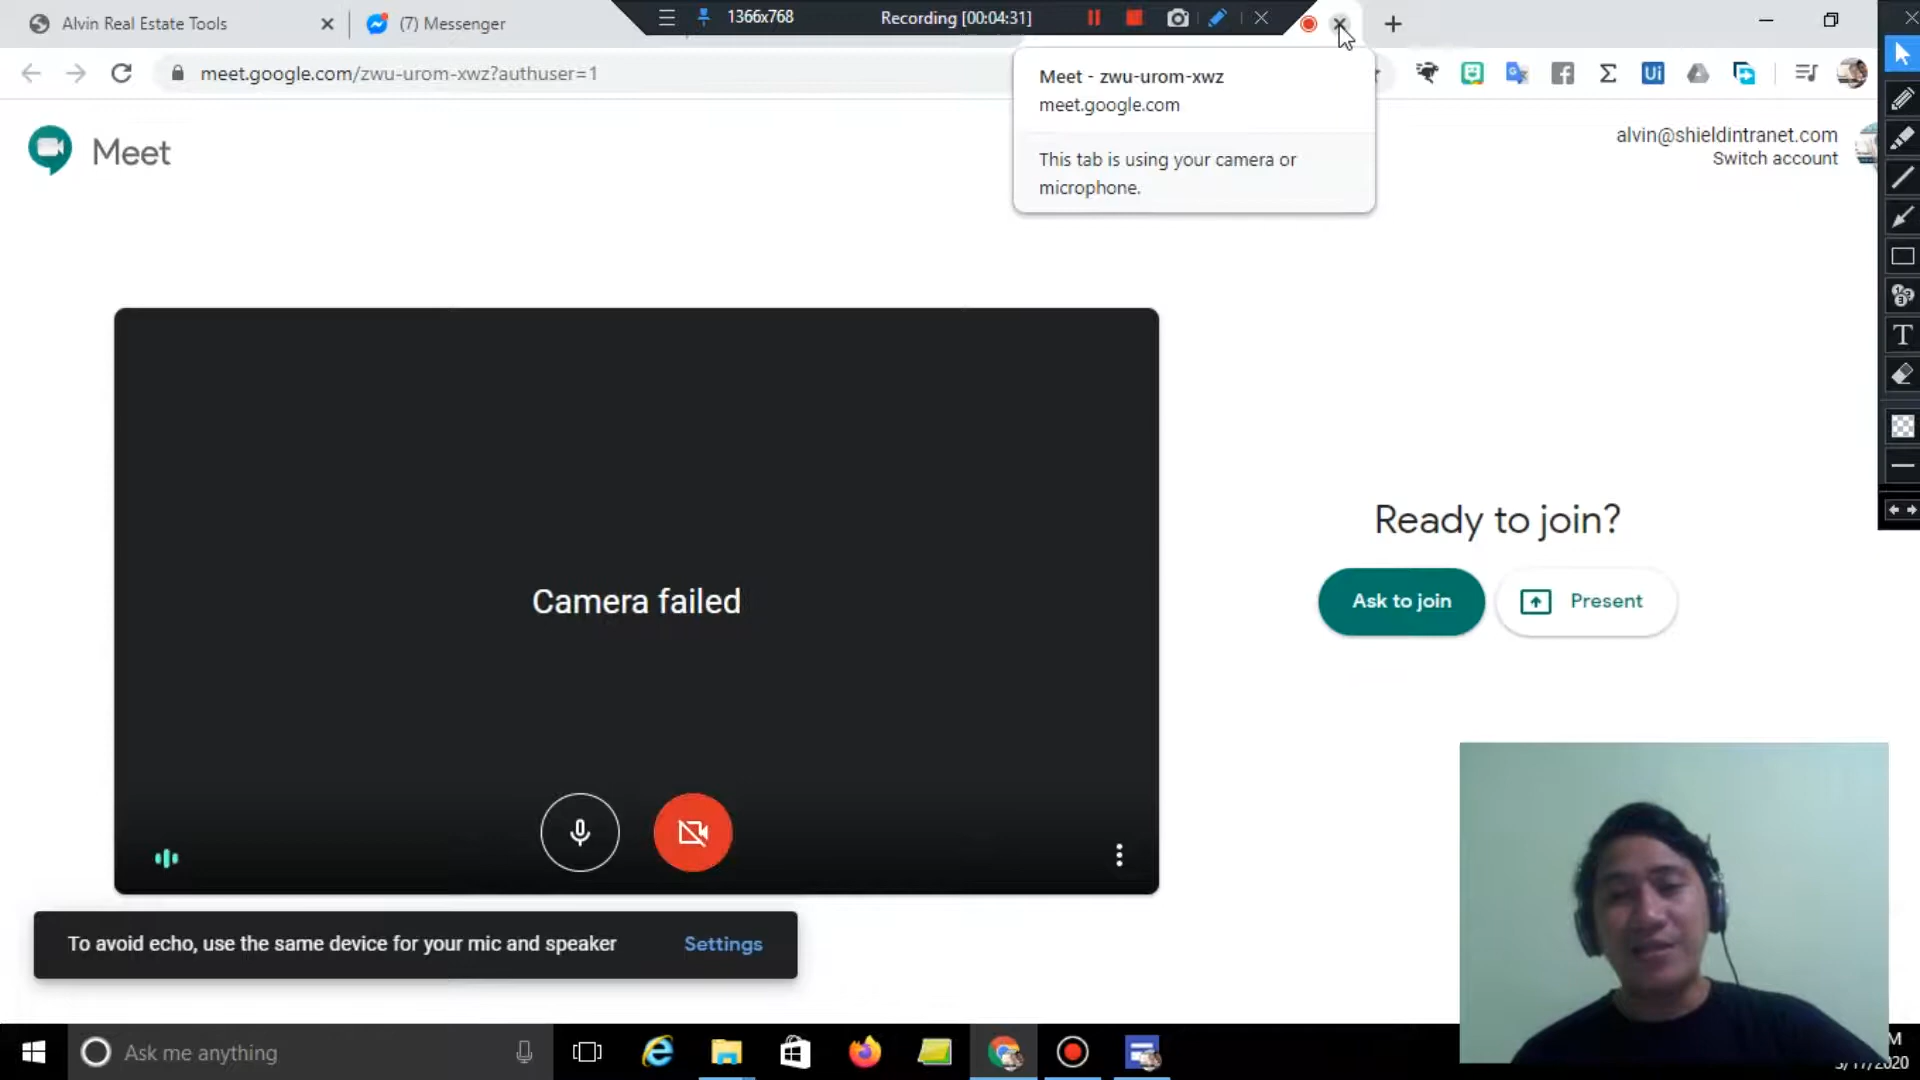 Alvin Real Estate Tools
(7) Messenger
1366x768
Recording [00:04:31]
meet.google.com/zwu-urom-xwz?authuser=1
Meet - zwu-urom-xwz
meet.google.com
This tab is using your camera or
microphone.
Ui
Meet
alvin@shieldintranet.com
Switch account
T
Camera failed
Ready to join?
Ask to join
Present
To avoid echo, use the same device for your mic and speaker
Settings
Ask me anything